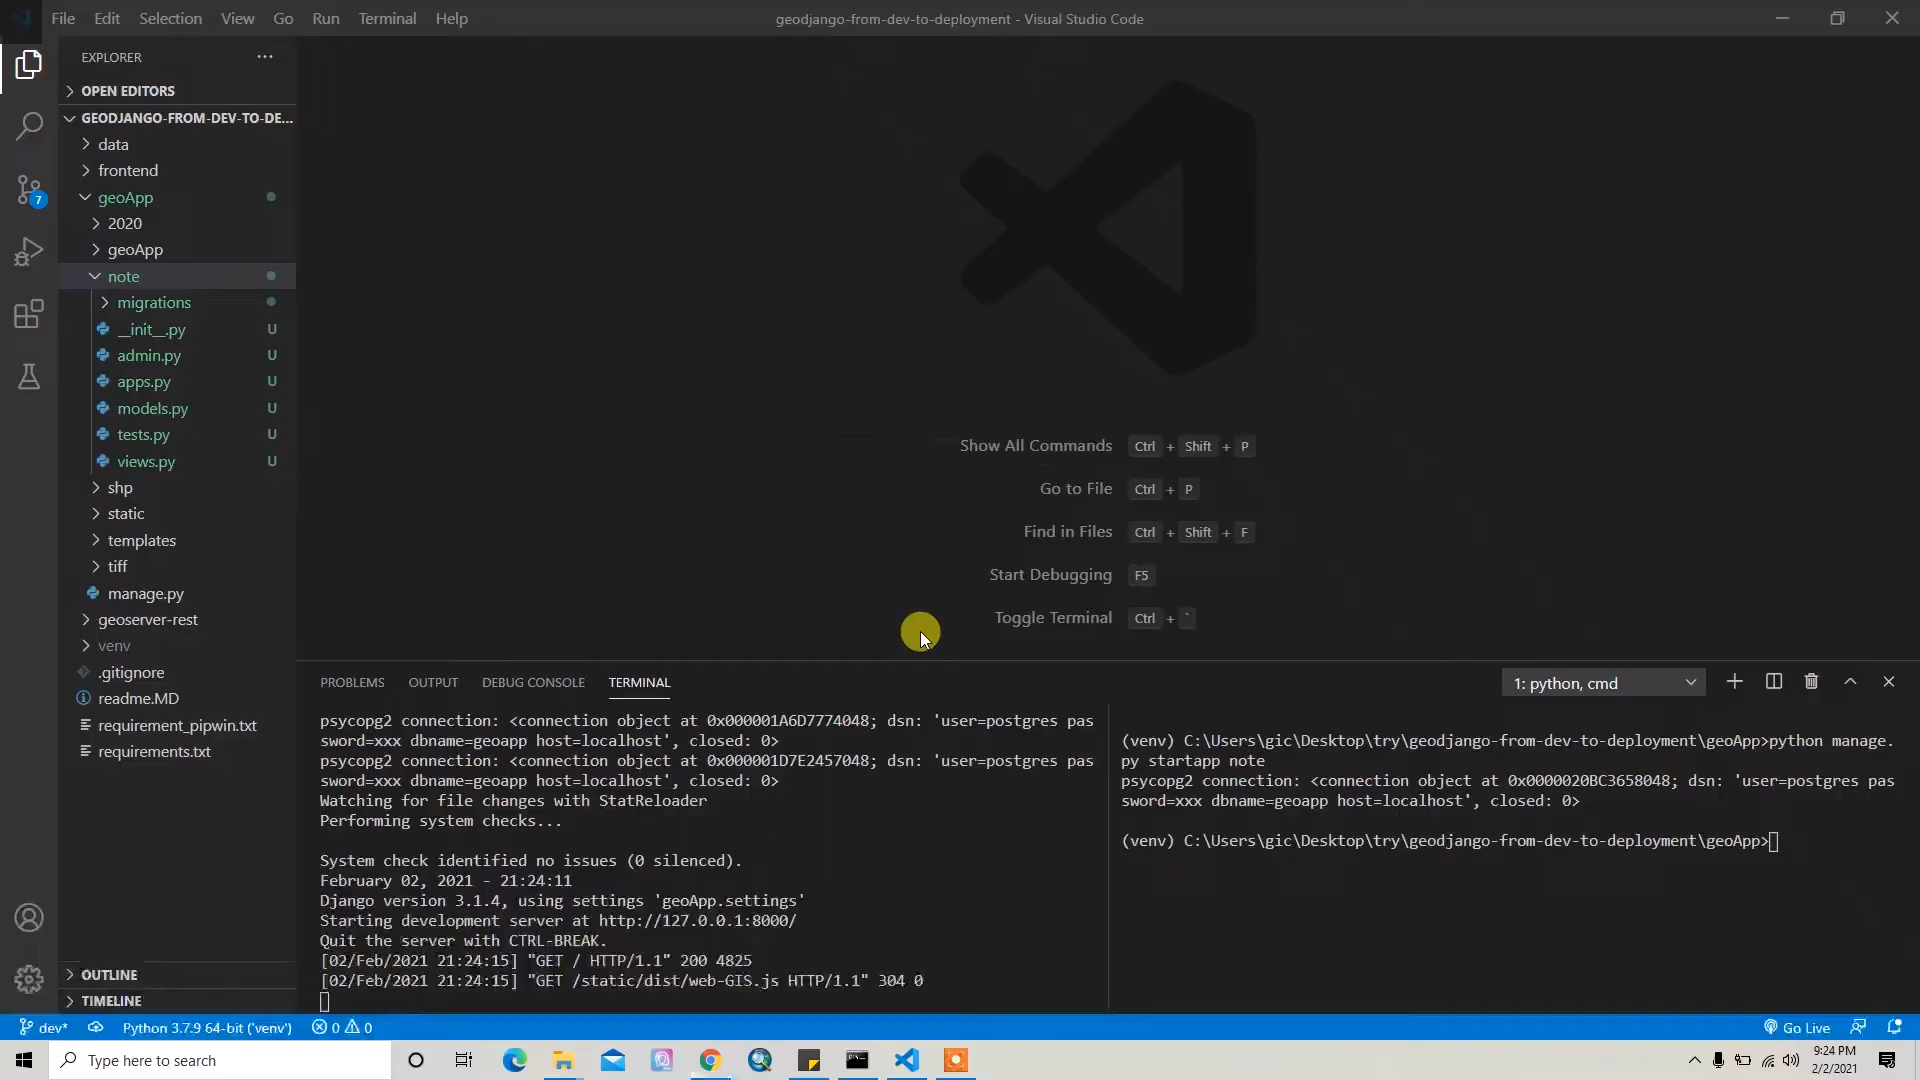 File Edit Selection View Go Run Terminal Help
geodjango-from-dev-to-deployment - Visual Studio Code
EXPLORER
OPEN EDITORS
GEODJANGO-FROM-DEV-TO-DE...
data
frontend
geoApp
2020
geoApp
note
migrations
__init__.py U
admin.py U
apps.py U
models.py U
tests.py U
views.py U
shp
static
templates
tiff
manage.py
geoserver-rest
venv
.gitignore
readme.MD
requirement_pipwin.txt
requirements.txt
OUTLINE
TIMELINE
7
Show All Commands Ctrl + Shift + P
Go to File Ctrl + P
Find in Files Ctrl + Shift + F
Start Debugging F5
Toggle Terminal Ctrl + `
PROBLEMS OUTPUT DEBUG CONSOLE TERMINAL
1: python, cmd
psycopg2 connection: <connection object at 0x000001A6D7774048; dsn: 'user=postgres pas
sword=xxx dbname=geoapp host=localhost', closed: 0>
psycopg2 connection: <connection object at 0x000001D7E2457048; dsn: 'user=postgres pas
sword=xxx dbname=geoapp host=localhost', closed: 0>
Watching for file changes with StatReloader
Performing system checks...
System check identified no issues (0 silenced).
February 02, 2021 - 21:24:11
Django version 3.1.4, using settings 'geoApp.settings'
Starting development server at http://127.0.0.1:8000/
Quit the server with CTRL-BREAK.
[02/Feb/2021 21:24:15] "GET / HTTP/1.1" 200 4825
[02/Feb/2021 21:24:15] "GET /static/dist/web-GIS.js HTTP/1.1" 304 0
(venv) C:\Users\gic\Desktop\try\geodjango-from-dev-to-deployment\geoApp>python manage.
py startapp note
psycopg2 connection: <connection object at 0x0000020BC3658048; dsn: 'user=postgres pas
sword=xxx dbname=geoapp host=localhost', closed: 0>
(venv) C:\Users\gic\Desktop\try\geodjango-from-dev-to-deployment\geoApp>
dev* Python 3.7.9 64-bit ('venv') 0 0
Go Live
Type here to search
9:24 PM
2/2/2021